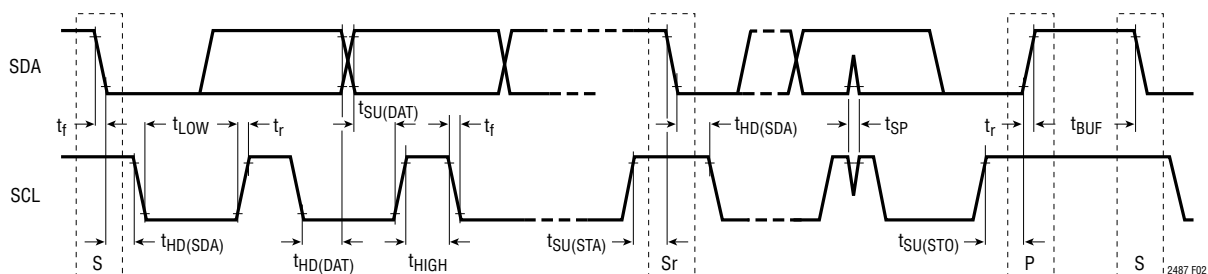 SDA
t_f
t_LOW
t_r
t_SU(DAT)
t_f
t_HD(SDA)
t_SP
t_r
t_BUF
SCL
S
t_HD(SDA)
t_HD(DAT)
t_HIGH
t_SU(STA)
Sr
t_SU(STO)
P
S
2487 F02